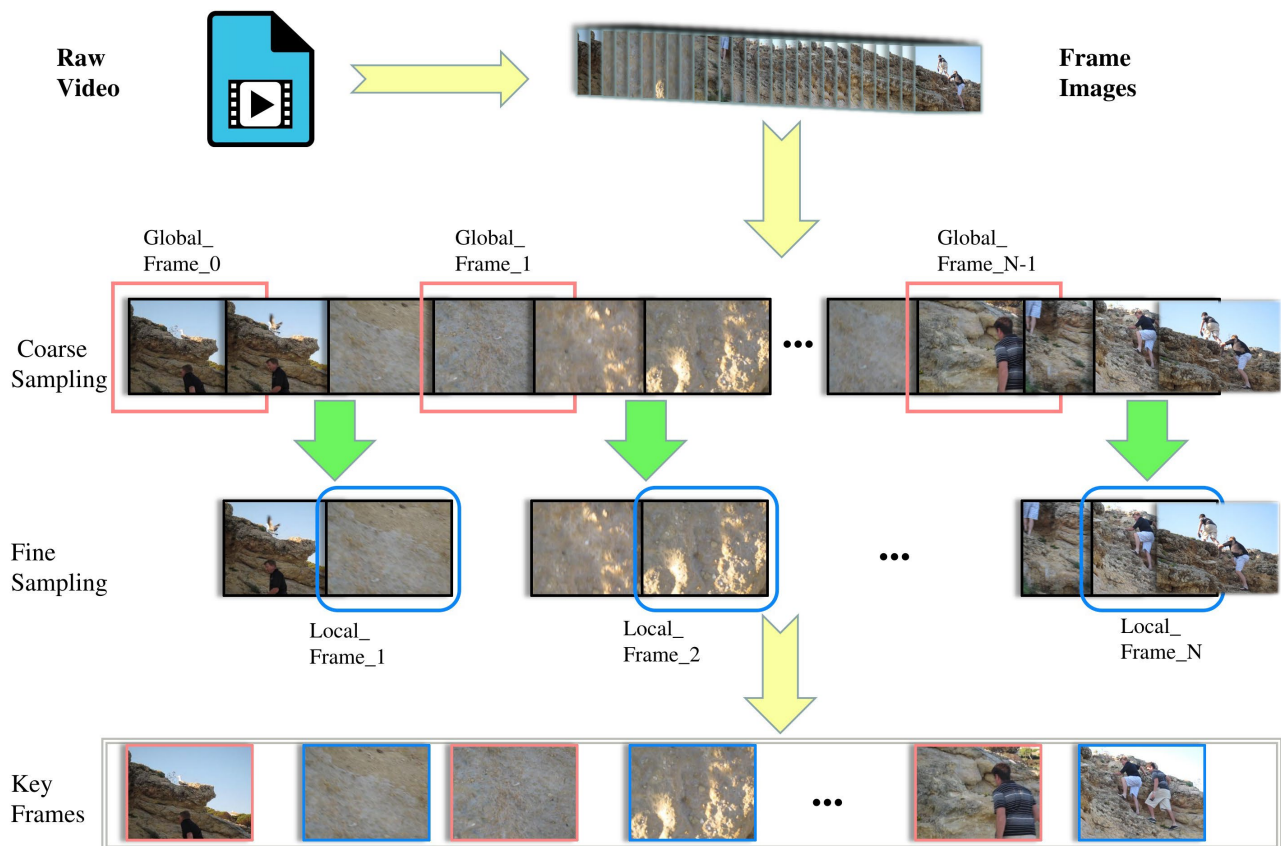 Raw
Video
Frame
Images
Global_
Frame_0
Global_
Frame_1
Global_
Frame_N-1
Coarse
Sampling
Fine
Sampling
Local_
Frame_1
Local_
Frame_2
Local_
Frame_N
Key
Frames